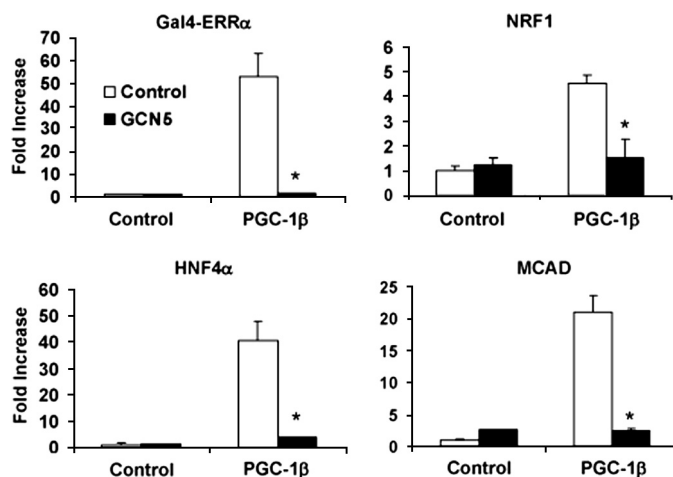 Gal4-ERRα
Fold Increase
70
60
50
40
30
20
10
0
Control
GCN5
*
Control
PGC-1β
NRF1
6
5
4
3
2
1
0
*
Control
PGC-1β
HNF4α
Fold Increase
60
50
40
30
20
10
0
*
Control
PGC-1β
MCAD
25
20
15
10
5
0
*
Control
PGC-1β